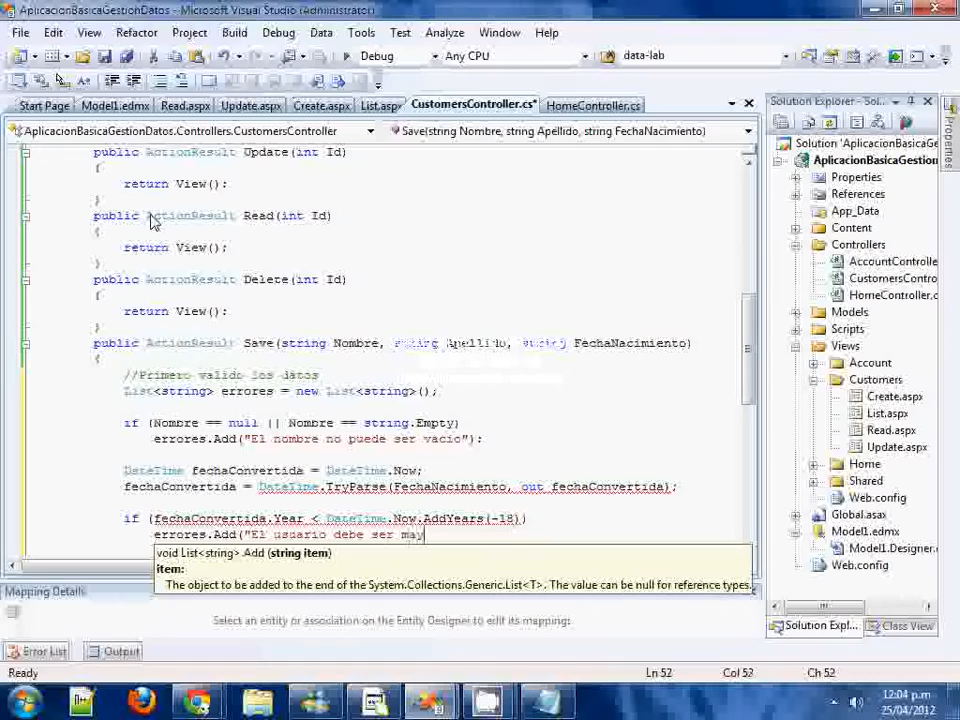 AplicacionBasicaGestionDatos - Microsoft Visual Studio (Administrator)
File Edit View Refactor Project Build Debug Data Tools Test Analyze Window Help
Debug Any CPU data-lab
Start Page Model1.edmx Read.aspx Update.aspx Create.aspx List.aspx CustomersController.cs* HomeController.cs
AplicacionBasicaGestionDatos.Controllers.CustomersController Save(string Nombre, string Apellido, string FechaNacimiento)
public ActionResult Update(int Id)
{
return View();
}
public ActionResult Read(int Id)
{
return View();
}
public ActionResult Delete(int Id)
{
return View();
}
public ActionResult Save(string Nombre, string Apellido, string FechaNacimiento)
{
//Primero valido los datos
List<string> errores = new List<string>();
if (Nombre == null || Nombre == string.Empty)
errores.Add("El nombre no puede ser vacio");
DateTime fechaConvertida = DateTime.Now;
fechaConvertida = DateTime.TryParse(FechaNacimiento, out fechaConvertida);
if (fechaConvertida.Year < DateTime.Now.AddYears(-18))
errores.Add("El usuario debe ser may
void List<string>.Add (string item)
item:
The object to be added to the end of the System.Collections.Generic.List<T>. The value can be null for reference types.
Mapping Details
Select an entity or association on the Entity Designer to edit its mappings.
Error List Output
Ready Ln 52 Col 52 Ch 52
Solution Explorer - Sol...
Solution 'AplicacionBasicaGe
AplicacionBasicaGestion
Properties
References
App_Data
Content
Controllers
AccountControlle
CustomersContro
HomeController.c
Models
Scripts
Views
Account
Customers
Create.aspx
List.aspx
Read.aspx
Update.aspx
Home
Shared
Web.config
Global.asax
Model1.edmx
Model1.Designer.
Web.config
Solution Expl... Class View
Properties
12:04 p.m.
25/04/2012